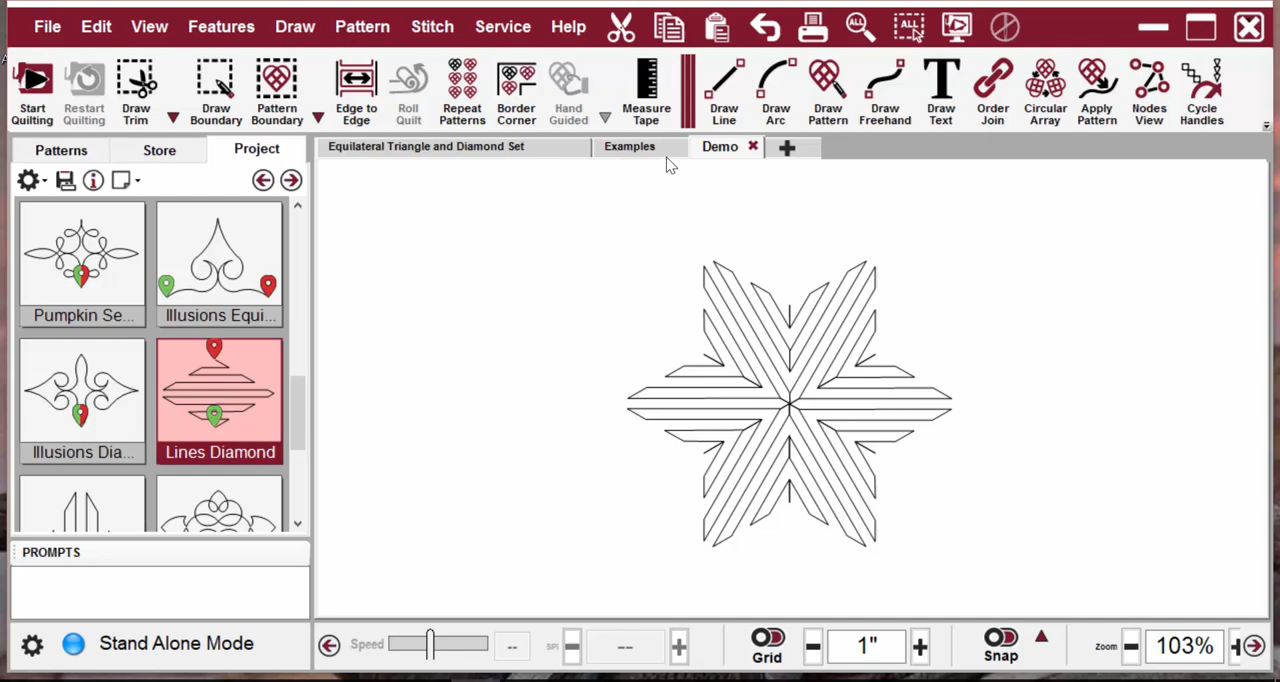 File Edit View Features Draw Pattern Stitch Service Help ALL ALL
Start Quilting
Restart Quilting
Draw Trim
Draw Boundary
Pattern Boundary
Edge to Edge
Roll Quilt
Repeat Patterns
Border Corner
Hand Guided
Measure Tape
Draw Line
Draw Arc
Draw Pattern
Draw Freehand
T
Draw Text
Order Join
Circular Array
Apply Pattern
Nodes View
Cycle Handles
Patterns Store Project
Equilateral Triangle and Diamond Set Examples Demo
Pumpkin Se... Illusions Equi...
Illusions Dia... Lines Diamond
PROMPTS
Stand Alone Mode
Speed -- SPI --
Grid 1" Snap Zoom 103%